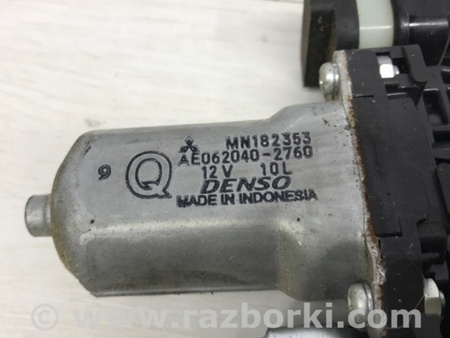 MN182353
AE062040-2760
12V 10L
9 Q DENSO
MADE IN INDONESIA
© www.razborki.com